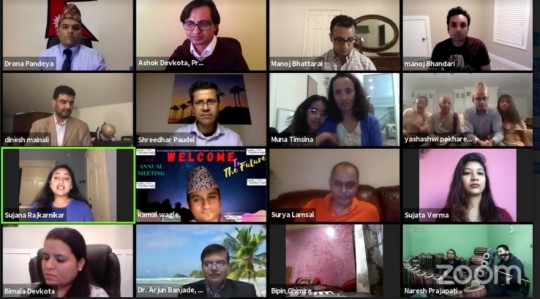 Drona Pandeya
Ashok Devkota, Pr...
Manoj Bhattarai
manoj Bhandari
dinesh mainali
Shreedhar Paudel
Muna Timsina
yashashwi pokhare...
WELCOME
ANNUAL
MEETING
The Future
Sujana Rajkarnikar
kamal wagle
Surya Lamsal
Sujata Verma
Bimala Devkota
Dr. Arjun Banjade, ...
Bipin Ghimire
Naresh Prajapati
zoom